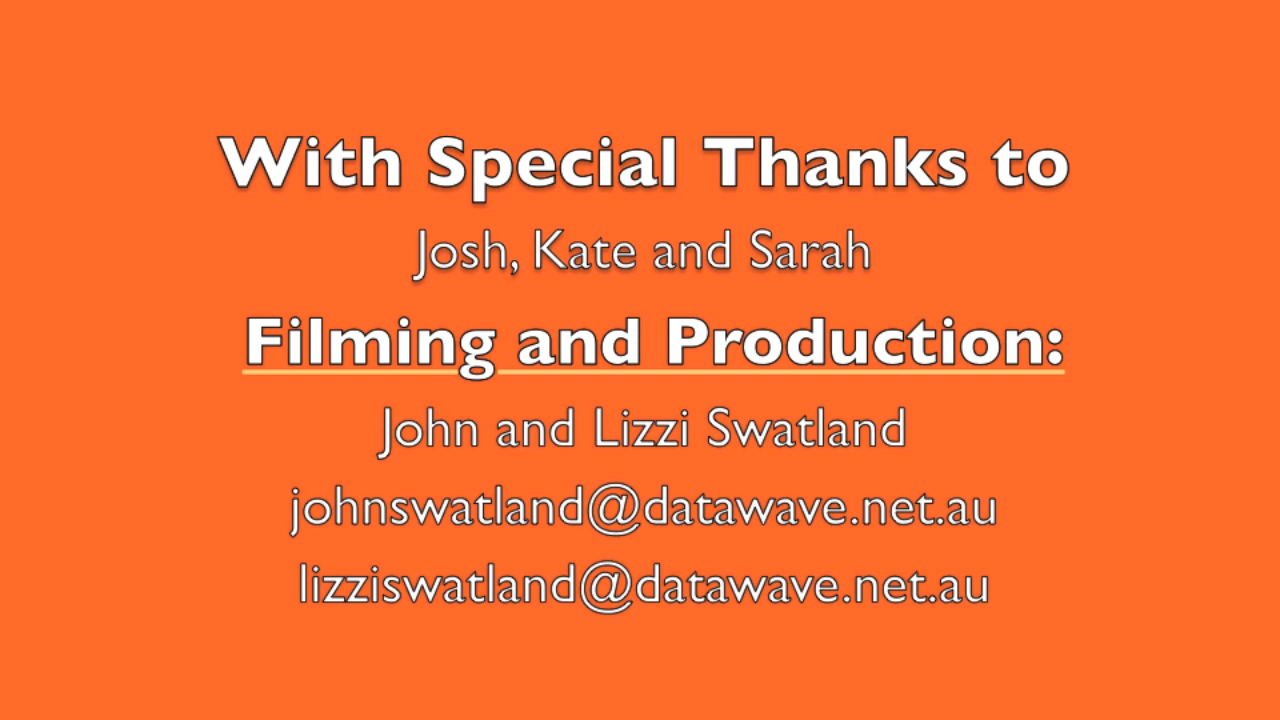 With Special Thanks to
Josh, Kate and Sarah
Filming and Production:
John and Lizzi Swatland
johnswatland@datawave.net.au
lizziswatland@datawave.net.au